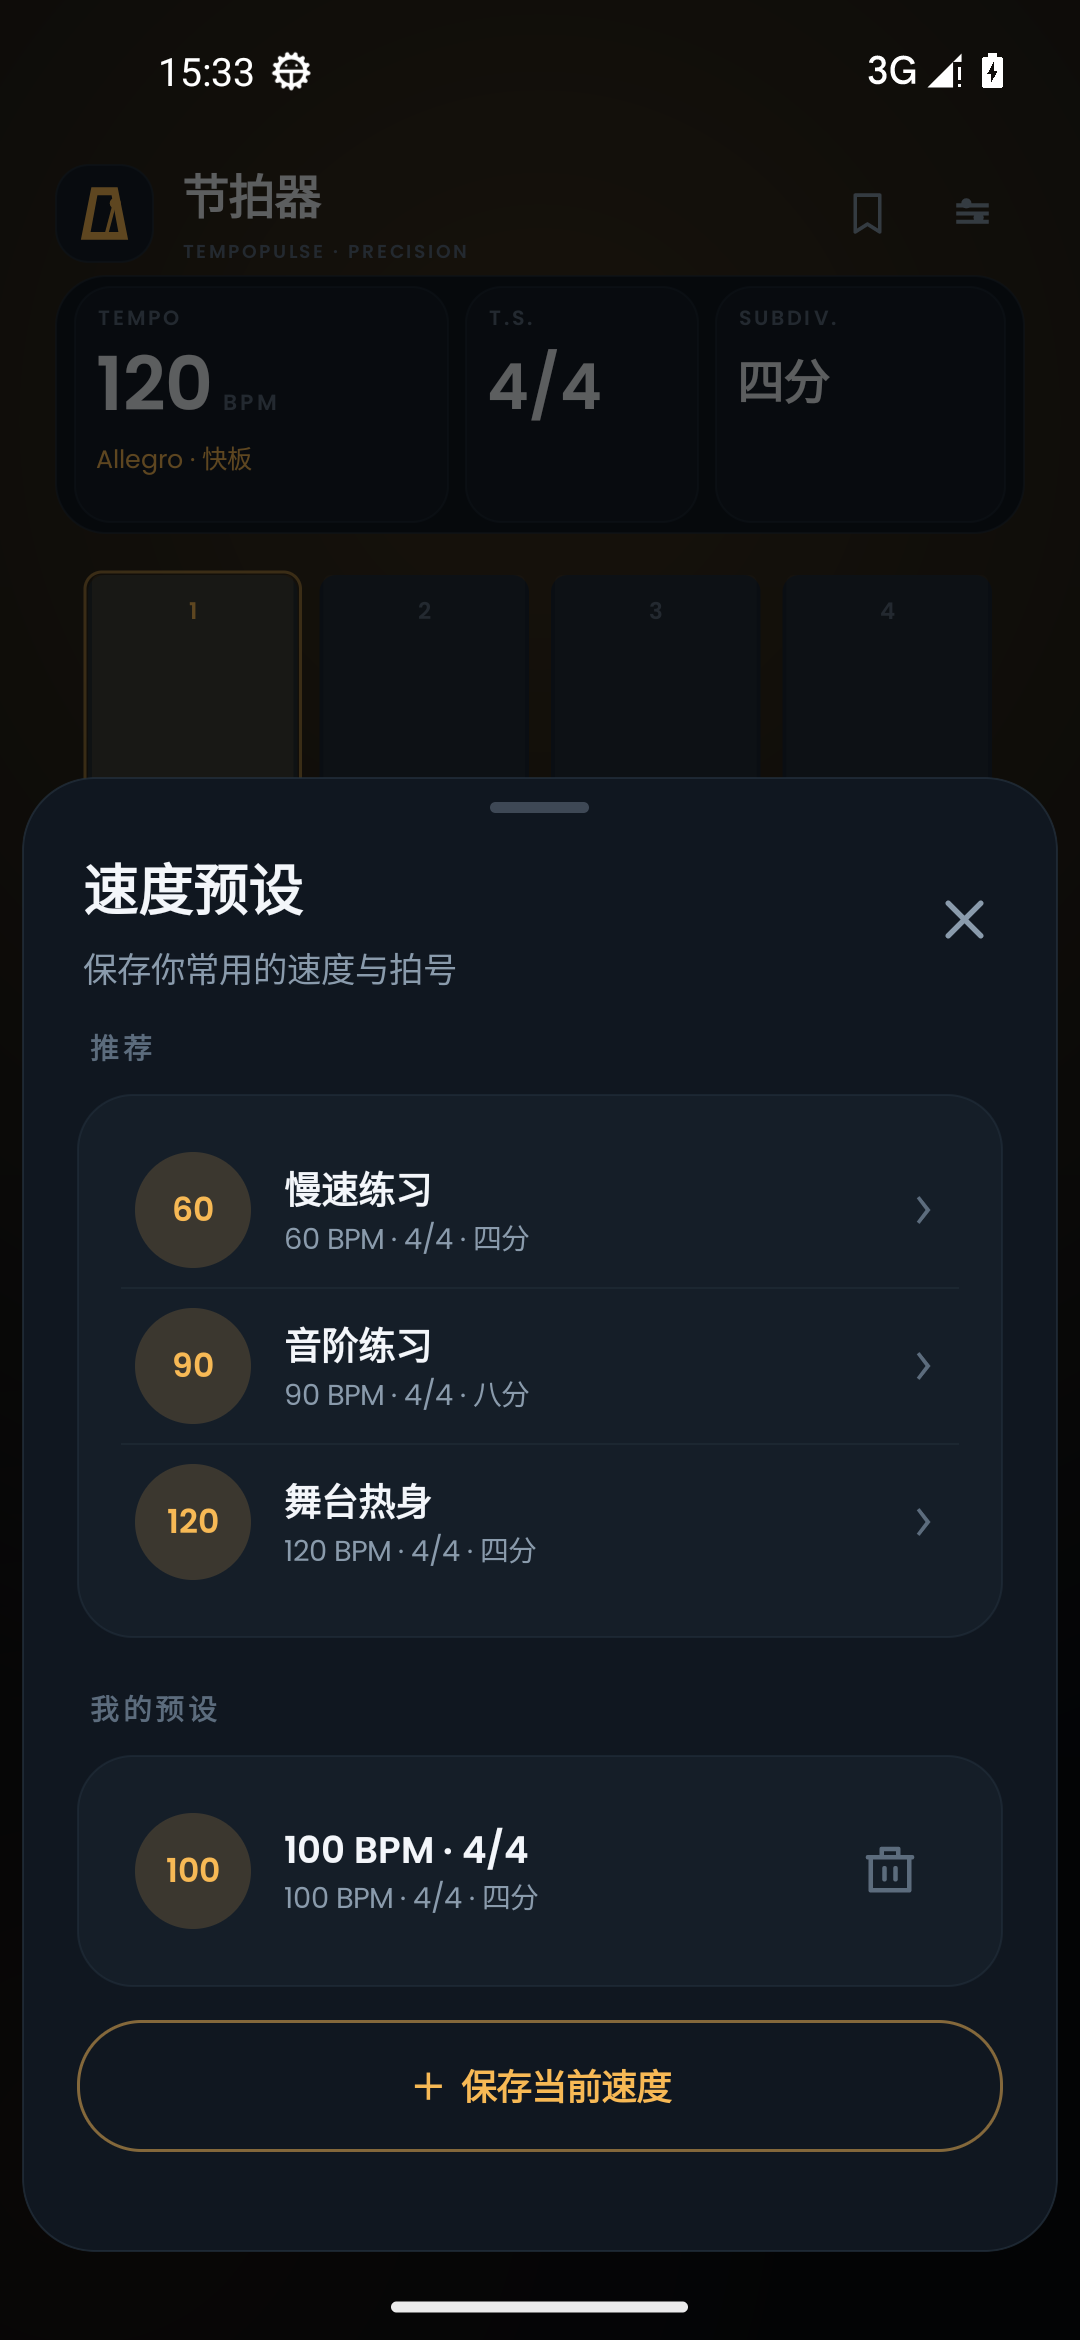 15:33
3G
节拍器
TEMPOPULSE · PRECISION
TEMPO
T.S.
SUBDIV.
120 BPM
4/4
四分
Allegro · 快板
1
2
3
4
速度预设
保存你常用的速度与拍号
推荐
60
慢速练习
60 BPM · 4/4 · 四分
90
音阶练习
90 BPM · 4/4 · 八分
120
舞台热身
120 BPM · 4/4 · 四分
我的预设
100
100 BPM · 4/4
100 BPM · 4/4 · 四分
保存当前速度